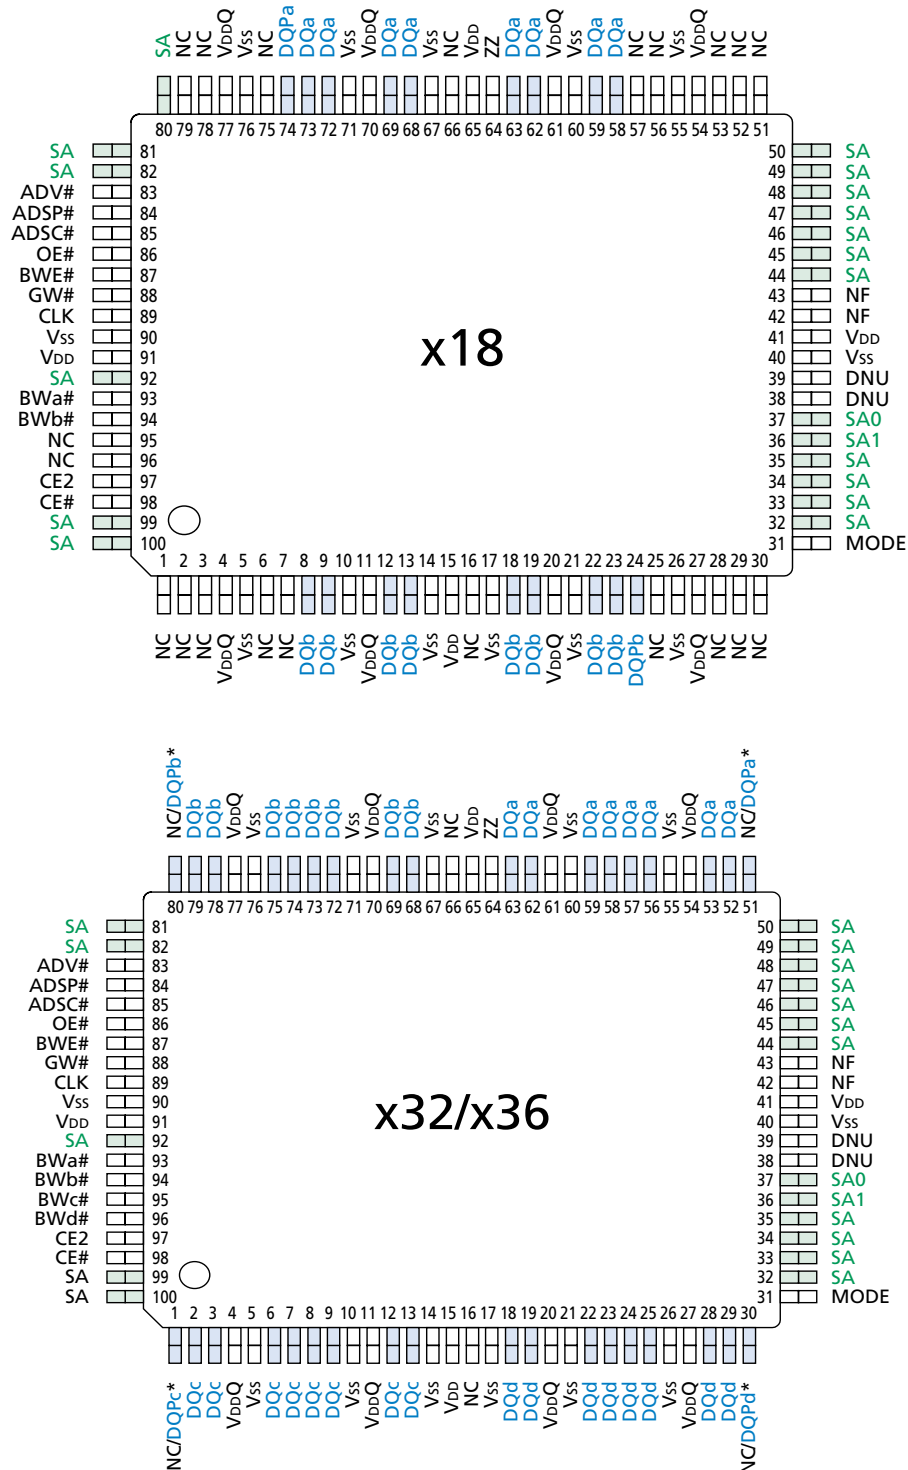 SA NC NC VDDQ VSS NC DQPa DQa DQa VSS VDDQ DQa DQa VSS NC VDD ZZ DQa DQa VDDQ VSS DQa DQa NC NC VSS VDDQ NC NC NC
80 79 78 77 76 75 74 73 72 71 70 69 68 67 66 65 64 63 62 61 60 59 58 57 56 55 54 53 52 51
SA 81 50 SA
SA 82 49 SA
ADV# 83 48 SA
ADSP# 84 47 SA
ADSC# 85 46 SA
OE# 86 45 SA
BWE# 87 44 SA
GW# 88 43 NF
CLK 89 42 NF
VSS 90 41 VDD
VDD 91 40 VSS
x18
SA 92 39 DNU
BWa# 93 38 DNU
BWb# 94 37 SA0
NC 95 36 SA1
NC 96 35 SA
CE2 97 34 SA
CE# 98 33 SA
SA 99 32 SA
SA 100 31 MODE
1 2 3 4 5 6 7 8 9 10 11 12 13 14 15 16 17 18 19 20 21 22 23 24 25 26 27 28 29 30
NC NC NC VDDQ VSS NC NC DQb DQb VSS VDDQ DQb DQb VSS VDD NC VSS DQb DQb VDDQ VSS DQb DQb DQPb NC VSS VDDQ NC NC NC
NC/DQPb* DQb DQb VDDQ VSS DQb DQb DQb DQb VSS VDDQ DQb DQb VSS NC VDD ZZ DQa DQa VDDQ VSS DQa DQa DQa DQa VSS VDDQ DQa DQa NC/DQPa*
80 79 78 77 76 75 74 73 72 71 70 69 68 67 66 65 64 63 62 61 60 59 58 57 56 55 54 53 52 51
SA 81 50 SA
SA 82 49 SA
ADV# 83 48 SA
ADSP# 84 47 SA
ADSC# 85 46 SA
OE# 86 45 SA
BWE# 87 44 SA
GW# 88 43 NF
CLK 89 42 NF
VSS 90 41 VDD
VDD 91 40 VSS
x32/x36
SA 92 39 DNU
BWa# 93 38 DNU
BWb# 94 37 SA0
BWc# 95 36 SA1
BWd# 96 35 SA
CE2 97 34 SA
CE# 98 33 SA
SA 99 32 SA
SA 100 31 MODE
1 2 3 4 5 6 7 8 9 10 11 12 13 14 15 16 17 18 19 20 21 22 23 24 25 26 27 28 29 30
NC/DQPc* DQc DQc VDDQ VSS DQc DQc DQc DQc VSS VDDQ DQc DQc VSS VDD NC VSS DQd DQd VDDQ VSS DQd DQd DQd DQd VSS VDDQ DQd DQd NC/DQPd*